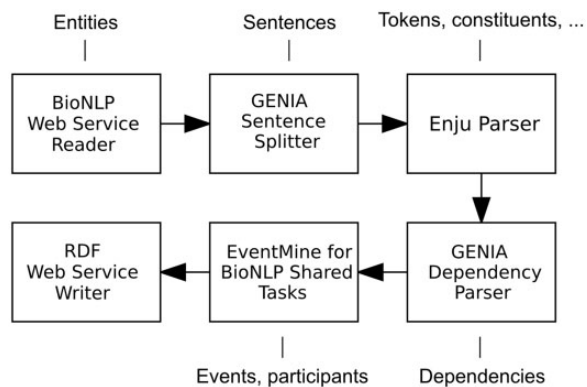 Entities
Sentences
Tokens, constituents, ...
BioNLP
Web Service
Reader
GENIA
Sentence
Splitter
Enju Parser
RDF
Web Service
Writer
EventMine for
BioNLP Shared
Tasks
GENIA
Dependency
Parser
Events, participants
Dependencies